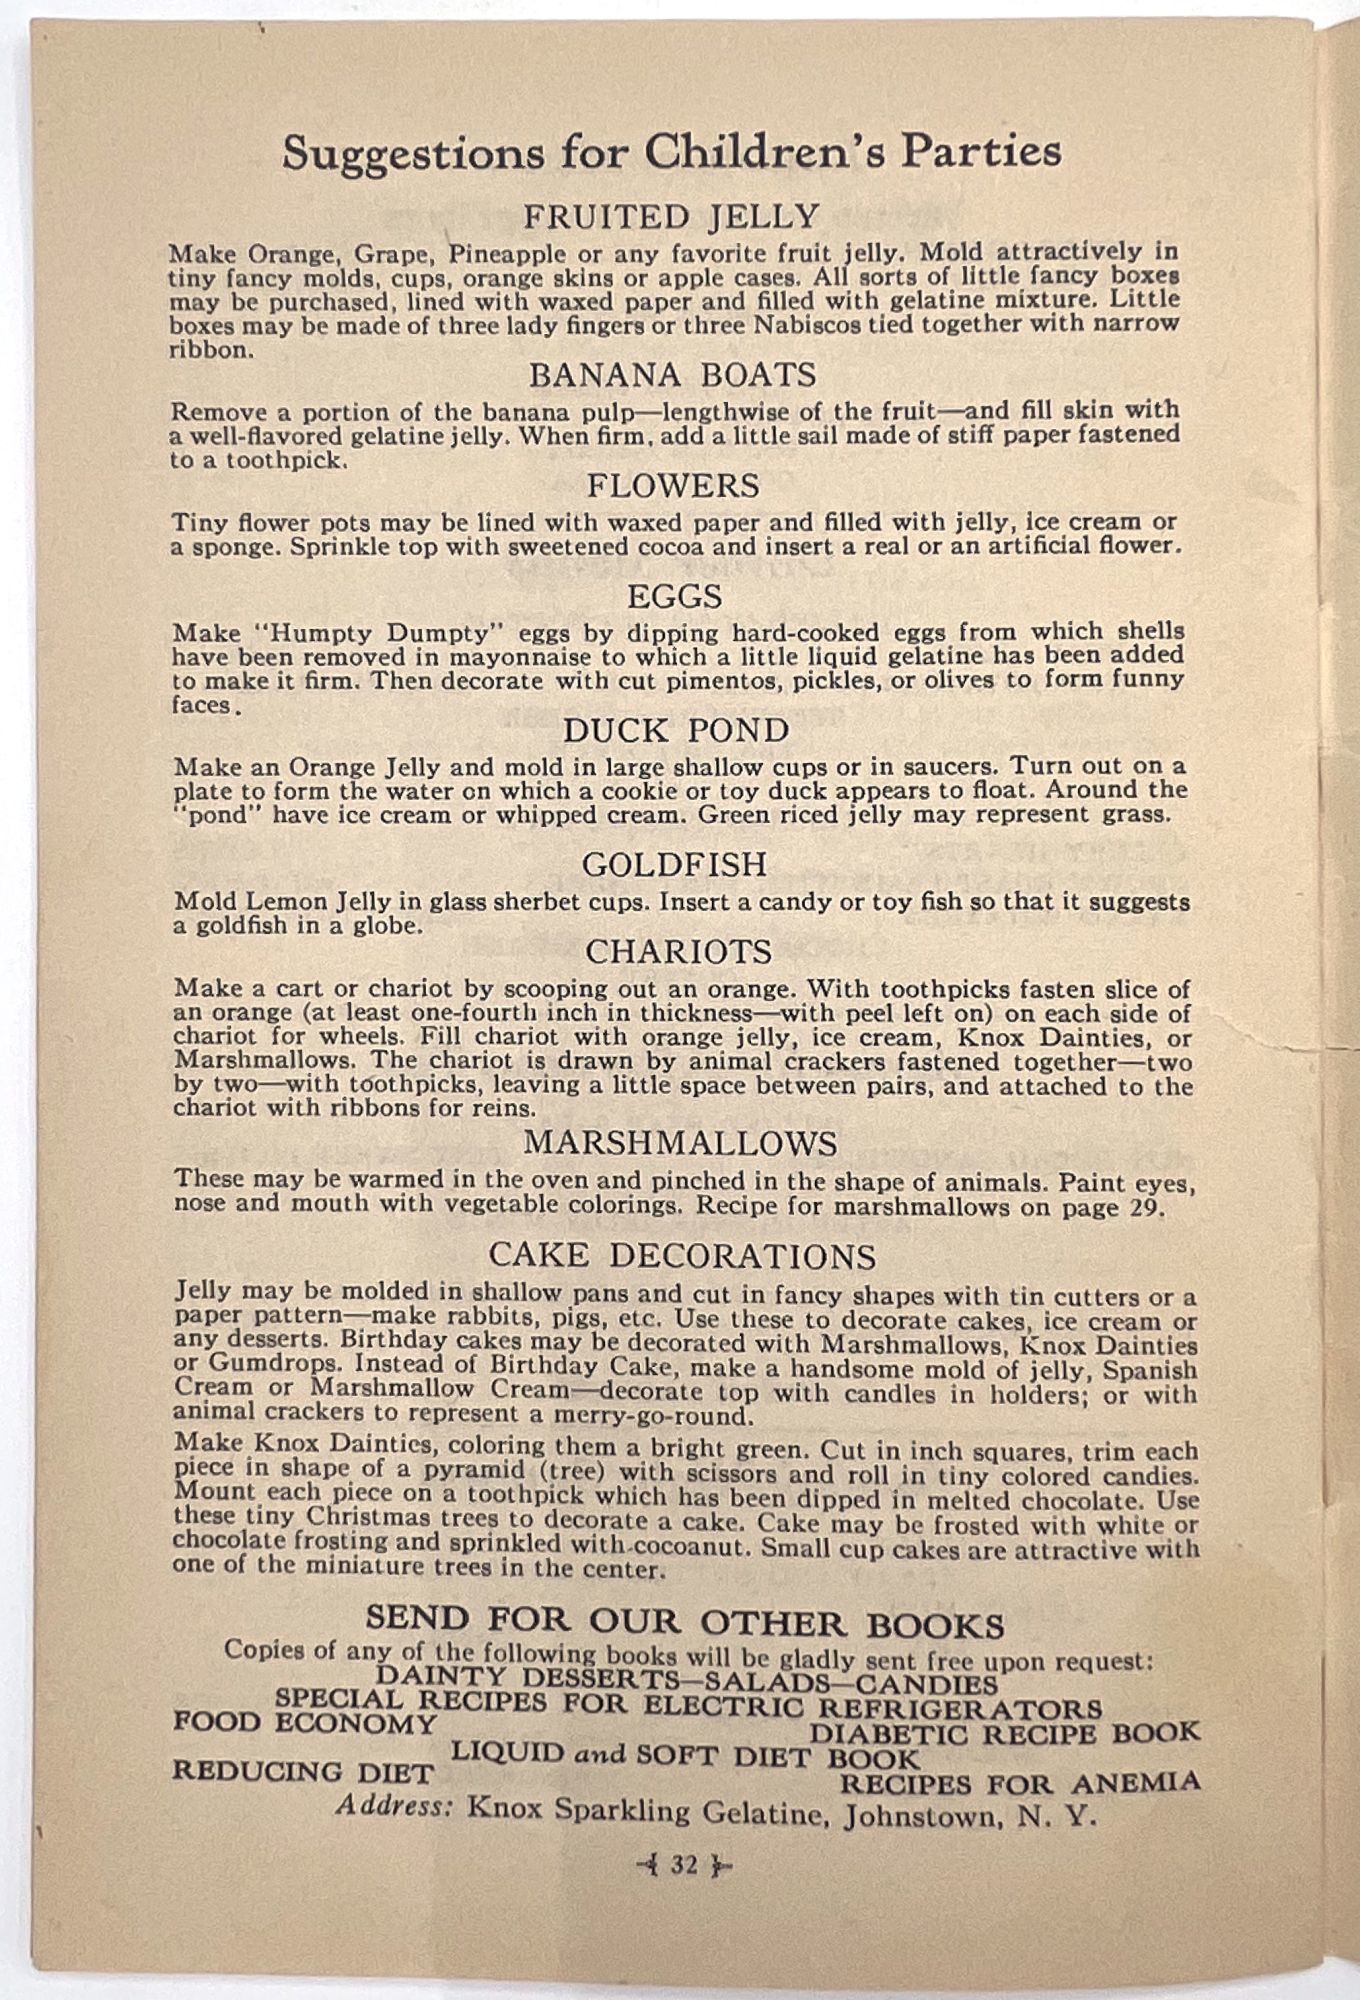 Suggestions for Children's Parties
FRUITED JELLY
Make Orange, Grape, Pineapple or any favorite fruit jelly. Mold attractively in
tiny fancy molds, cups, orange skins or apple cases. All sorts of little fancy boxes
may be purchased, lined with waxed paper and filled with gelatine mixture. Little
boxes may be made of three lady fingers or three Nabiscos tied together with narrow
ribbon.
BANANA BOATS
Remove a portion of the banana pulp—lengthwise of the fruit—and fill skin with
a well-flavored gelatine jelly. When firm, add a little sail made of stiff paper fastened
to a toothpick.
FLOWERS
Tiny flower pots may be lined with waxed paper and filled with jelly, ice cream or
a sponge. Sprinkle top with sweetened cocoa and insert a real or an artificial flower.
EGGS
Make "Humpty Dumpty" eggs by dipping hard-cooked eggs from which shells
have been removed in mayonnaise to which a little liquid gelatine has been added
to make it firm. Then decorate with cut pimentos, pickles, or olives to form funny
faces.
DUCK POND
Make an Orange Jelly and mold in large shallow cups or in saucers. Turn out on a
plate to form the water on which a cookie or toy duck appears to float. Around the
"pond" have ice cream or whipped cream. Green riced jelly may represent grass.
GOLDFISH
Mold Lemon Jelly in glass sherbet cups. Insert a candy or toy fish so that it suggests
a goldfish in a globe.
CHARIOTS
Make a cart or chariot by scooping out an orange. With toothpicks fasten slice of
an orange (at least one-fourth inch in thickness—with peel left on) on each side of
chariot for wheels. Fill chariot with orange jelly, ice cream, Knox Dainties, or
Marshmallows. The chariot is drawn by animal crackers fastened together—two
by two—with toothpicks, leaving a little space between pairs, and attached to the
chariot with ribbons for reins.
MARSHMALLOWS
These may be warmed in the oven and pinched in the shape of animals. Paint eyes,
nose and mouth with vegetable colorings. Recipe for marshmallows on page 29.
CAKE DECORATIONS
Jelly may be molded in shallow pans and cut in fancy shapes with tin cutters or a
paper pattern—make rabbits, pigs, etc. Use these to decorate cakes, ice cream or
any desserts. Birthday cakes may be decorated with Marshmallows, Knox Dainties
or Gumdrops. Instead of Birthday Cake, make a handsome mold of jelly, Spanish
Cream or Marshmallow Cream—decorate top with candles in holders; or with
animal crackers to represent a merry-go-round.
Make Knox Dainties, coloring them a bright green. Cut in inch squares, trim each
piece in shape of a pyramid (tree) with scissors and roll in tiny colored candies.
Mount each piece on a toothpick which has been dipped in melted chocolate. Use
these tiny Christmas trees to decorate a cake. Cake may be frosted with white or
chocolate frosting and sprinkled with cocoanut. Small cup cakes are attractive with
one of the miniature trees in the center.
SEND FOR OUR OTHER BOOKS
Copies of any of the following books will be gladly sent free upon request:
DAINTY DESSERTS—SALADS—CANDIES
SPECIAL RECIPES FOR ELECTRIC REFRIGERATORS
FOOD ECONOMY DIABETIC RECIPE BOOK
LIQUID and SOFT DIET BOOK
REDUCING DIET RECIPES FOR ANEMIA
Address: Knox Sparkling Gelatine, Johnstown, N. Y.
32